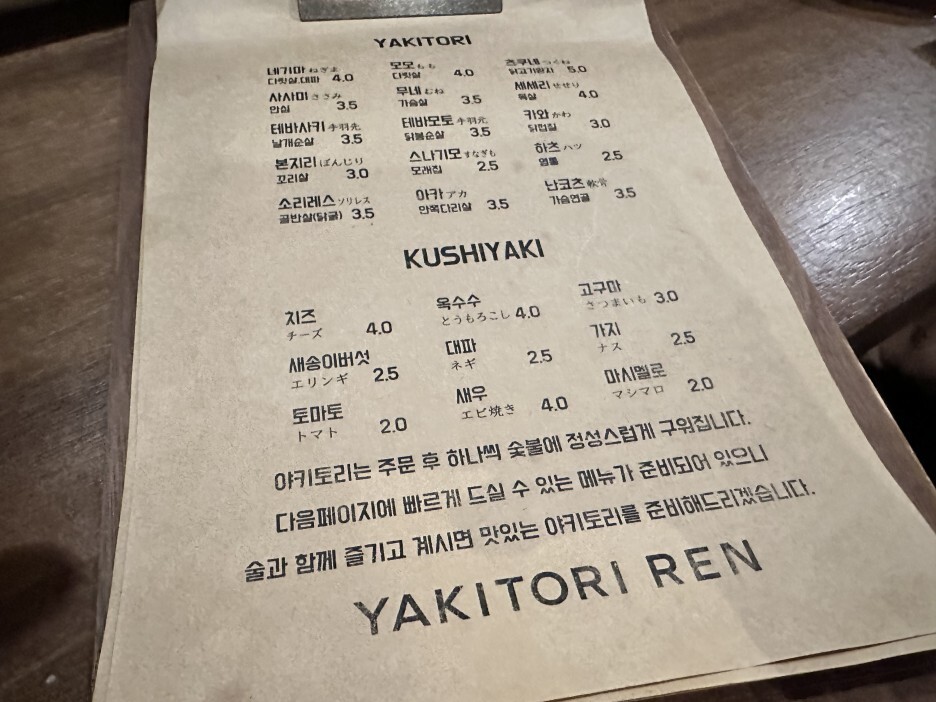 YAKITORI
네기마 ねぎま 모모 もも 츠쿠네 つくね
다릿살,대파 4.0 다릿살 4.0 닭고기완자 5.0
사사미 ささみ 무네 むね 세세리 せせり
안심 3.5 가슴살 3.5 목살 4.0
테바사키 手羽先 테바모토 手羽元 카와 かわ
날개순살 3.5 닭봉순살 3.5 닭껍질 3.0
본지리 ぼんじり 스나기모 すなぎも 하츠 ハツ
꼬리살 3.0 모래집 2.5 염통 2.5
소리레스 ソリレス 아카 アカ 난코츠 軟骨
골반살(닭굴) 3.5 안쪽다리살 3.5 가슴연골 3.5
KUSHIYAKI
치즈 옥수수 고구마
チーズ 4.0 とうもろこし 4.0 さつまいも 3.0
새송이버섯 대파 가지
エリンギ 2.5 ネギ 2.5 ナス 2.5
토마토 새우 마시멜로
トマト 2.0 エビ焼き 4.0 マシマロ 2.0
야키토리는 주문 후 하나씩 숯불에 정성스럽게 구워집니다.
다음페이지에 빠르게 드실 수 있는 메뉴가 준비되어 있으니
술과 함께 즐기고 계시면 맛있는 야키토리를 준비해드리겠습니다.
YAKITORI REN